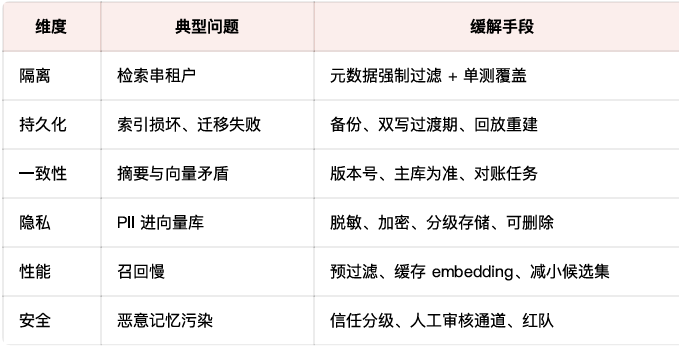 维度 典型问题 缓解手段
隔离 检索串租户 元数据强制过滤 + 单测覆盖
持久化 索引损坏、迁移失败 备份、双写过渡期、回放重建
一致性 摘要与向量矛盾 版本号、主库为准、对账任务
隐私 PII 进向量库 脱敏、加密、分级存储、可删除
性能 召回慢 预过滤、缓存 embedding、减小候选集
安全 恶意记忆污染 信任分级、人工审核通道、红队